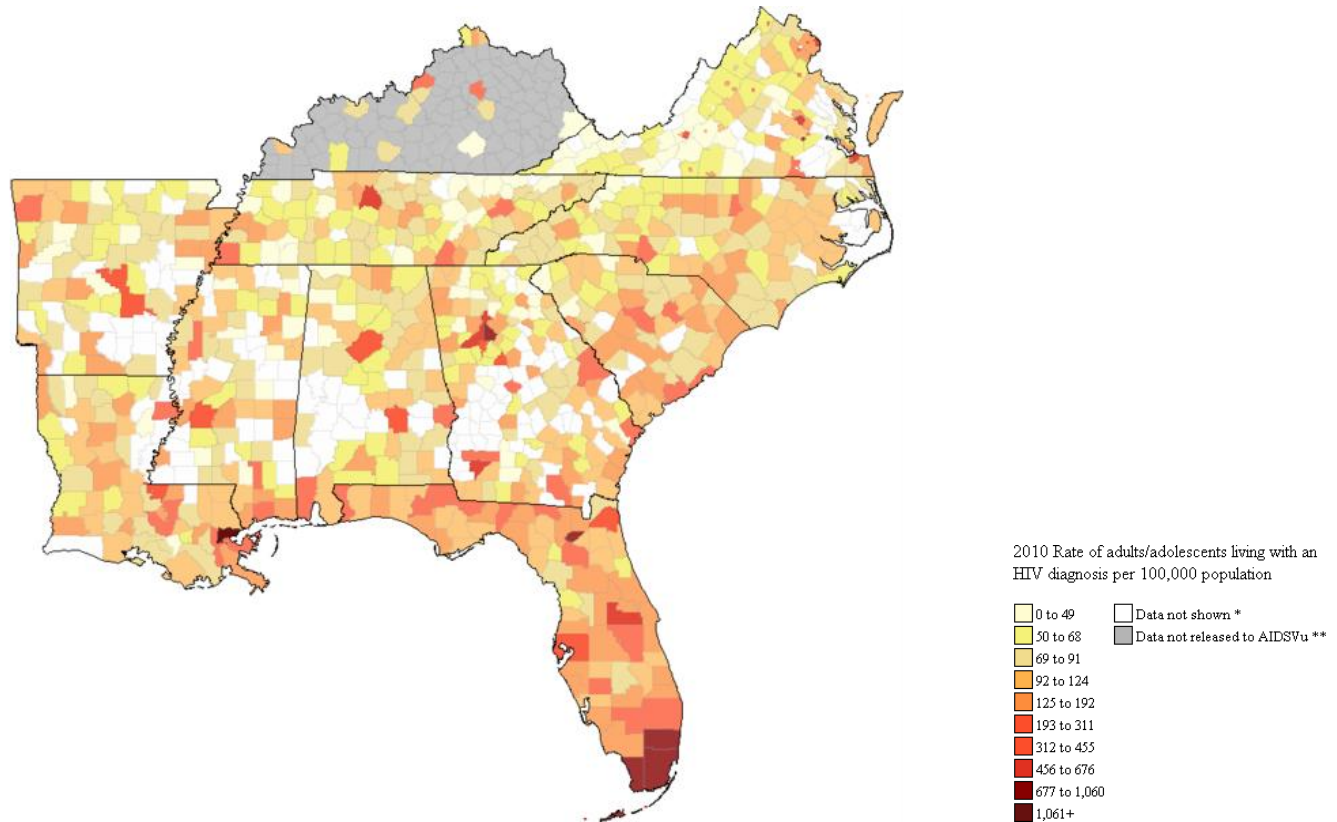 2010 Rate of adults/adolescents living with an
HIV diagnosis per 100,000 population
0 to 49
50 to 68
69 to 91
92 to 124
125 to 192
193 to 311
312 to 455
456 to 676
677 to 1,060
1,061+
Data not shown *
Data not released to AIDSVu **